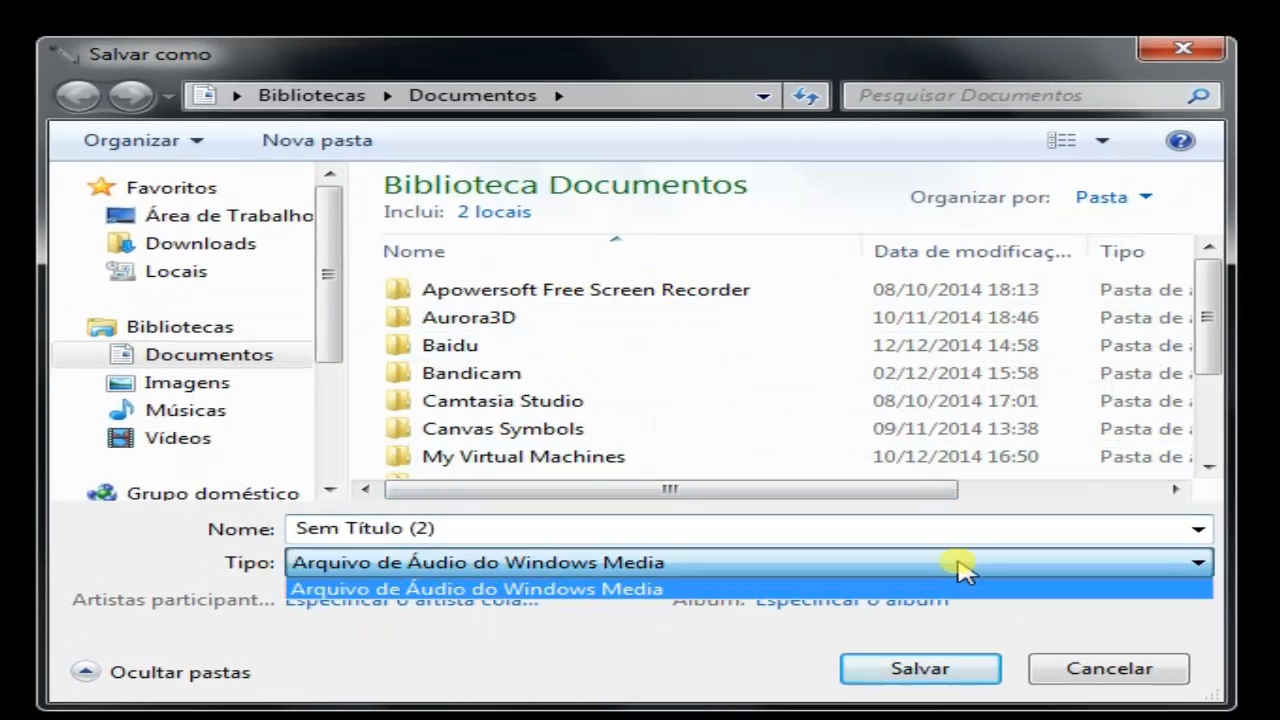 Salvar como
Bibliotecas Documentos
Pesquisar Documentos
Organizar Nova pasta
Favoritos
Área de Trabalho
Downloads
Locais
Bibliotecas
Documentos
Imagens
Músicas
Vídeos
Grupo doméstico
Biblioteca Documentos
Inclui: 2 locais
Organizar por: Pasta
Nome Data de modificaç... Tipo
Apowersoft Free Screen Recorder 08/10/2014 18:13 Pasta de
Aurora3D 10/11/2014 18:46 Pasta de
Baidu 12/12/2014 14:58 Pasta de
Bandicam 02/12/2014 15:58 Pasta de
Camtasia Studio 08/10/2014 17:01 Pasta de
Canvas Symbols 09/11/2014 13:38 Pasta de
My Virtual Machines 10/12/2014 16:50 Pasta de
Nome: Sem Título (2)
Tipo: Arquivo de Áudio do Windows Media
Arquivo de Áudio do Windows Media
Artistas participant... Especificar o artista cola... Álbum: Especificar o álbum
Ocultar pastas
Salvar Cancelar